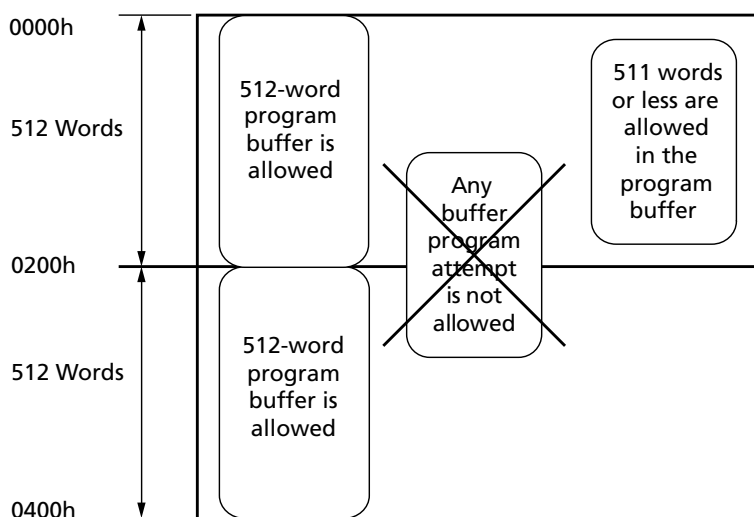 0000h
512 Words
0200h
512 Words
0400h
512-word
program
buffer is
allowed
512-word
program
buffer is
allowed
Any
buffer
program
attempt
is not
allowed
511 words
or less are
allowed
in the
program
buffer